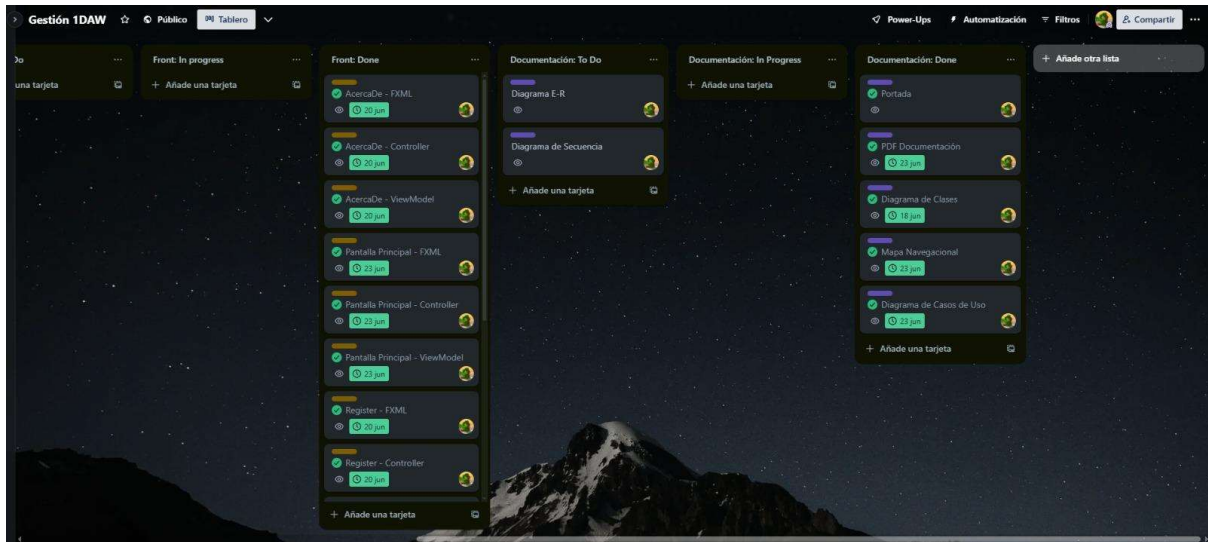 Gestión 1DAW
Público
Tablero
Power-Ups
Automatización
Filtros
Compartir
Do
una tarjeta
Front: In progress
+ Añade una tarjeta
Front: Done
AcercaDe - FXML
20 jun
AcercaDe - Controller
20 jun
AcercaDe - ViewModel
20 jun
Pantalla Principal - FXML
23 jun
Pantalla Principal - Controller
23 jun
Pantalla Principal - ViewModel
23 jun
Register - FXML
20 jun
Register - Controller
20 jun
+ Añade una tarjeta
Documentación: To Do
Diagrama E-R
Diagrama de Secuencia
+ Añade una tarjeta
Documentación: In Progress
+ Añade una tarjeta
Documentación: Done
Portada
PDF Documentación
23 jun
Diagrama de Clases
18 jun
Mapa Navegacional
23 jun
Diagrama de Casos de Uso
23 jun
+ Añade una tarjeta
+ Añade otra lista